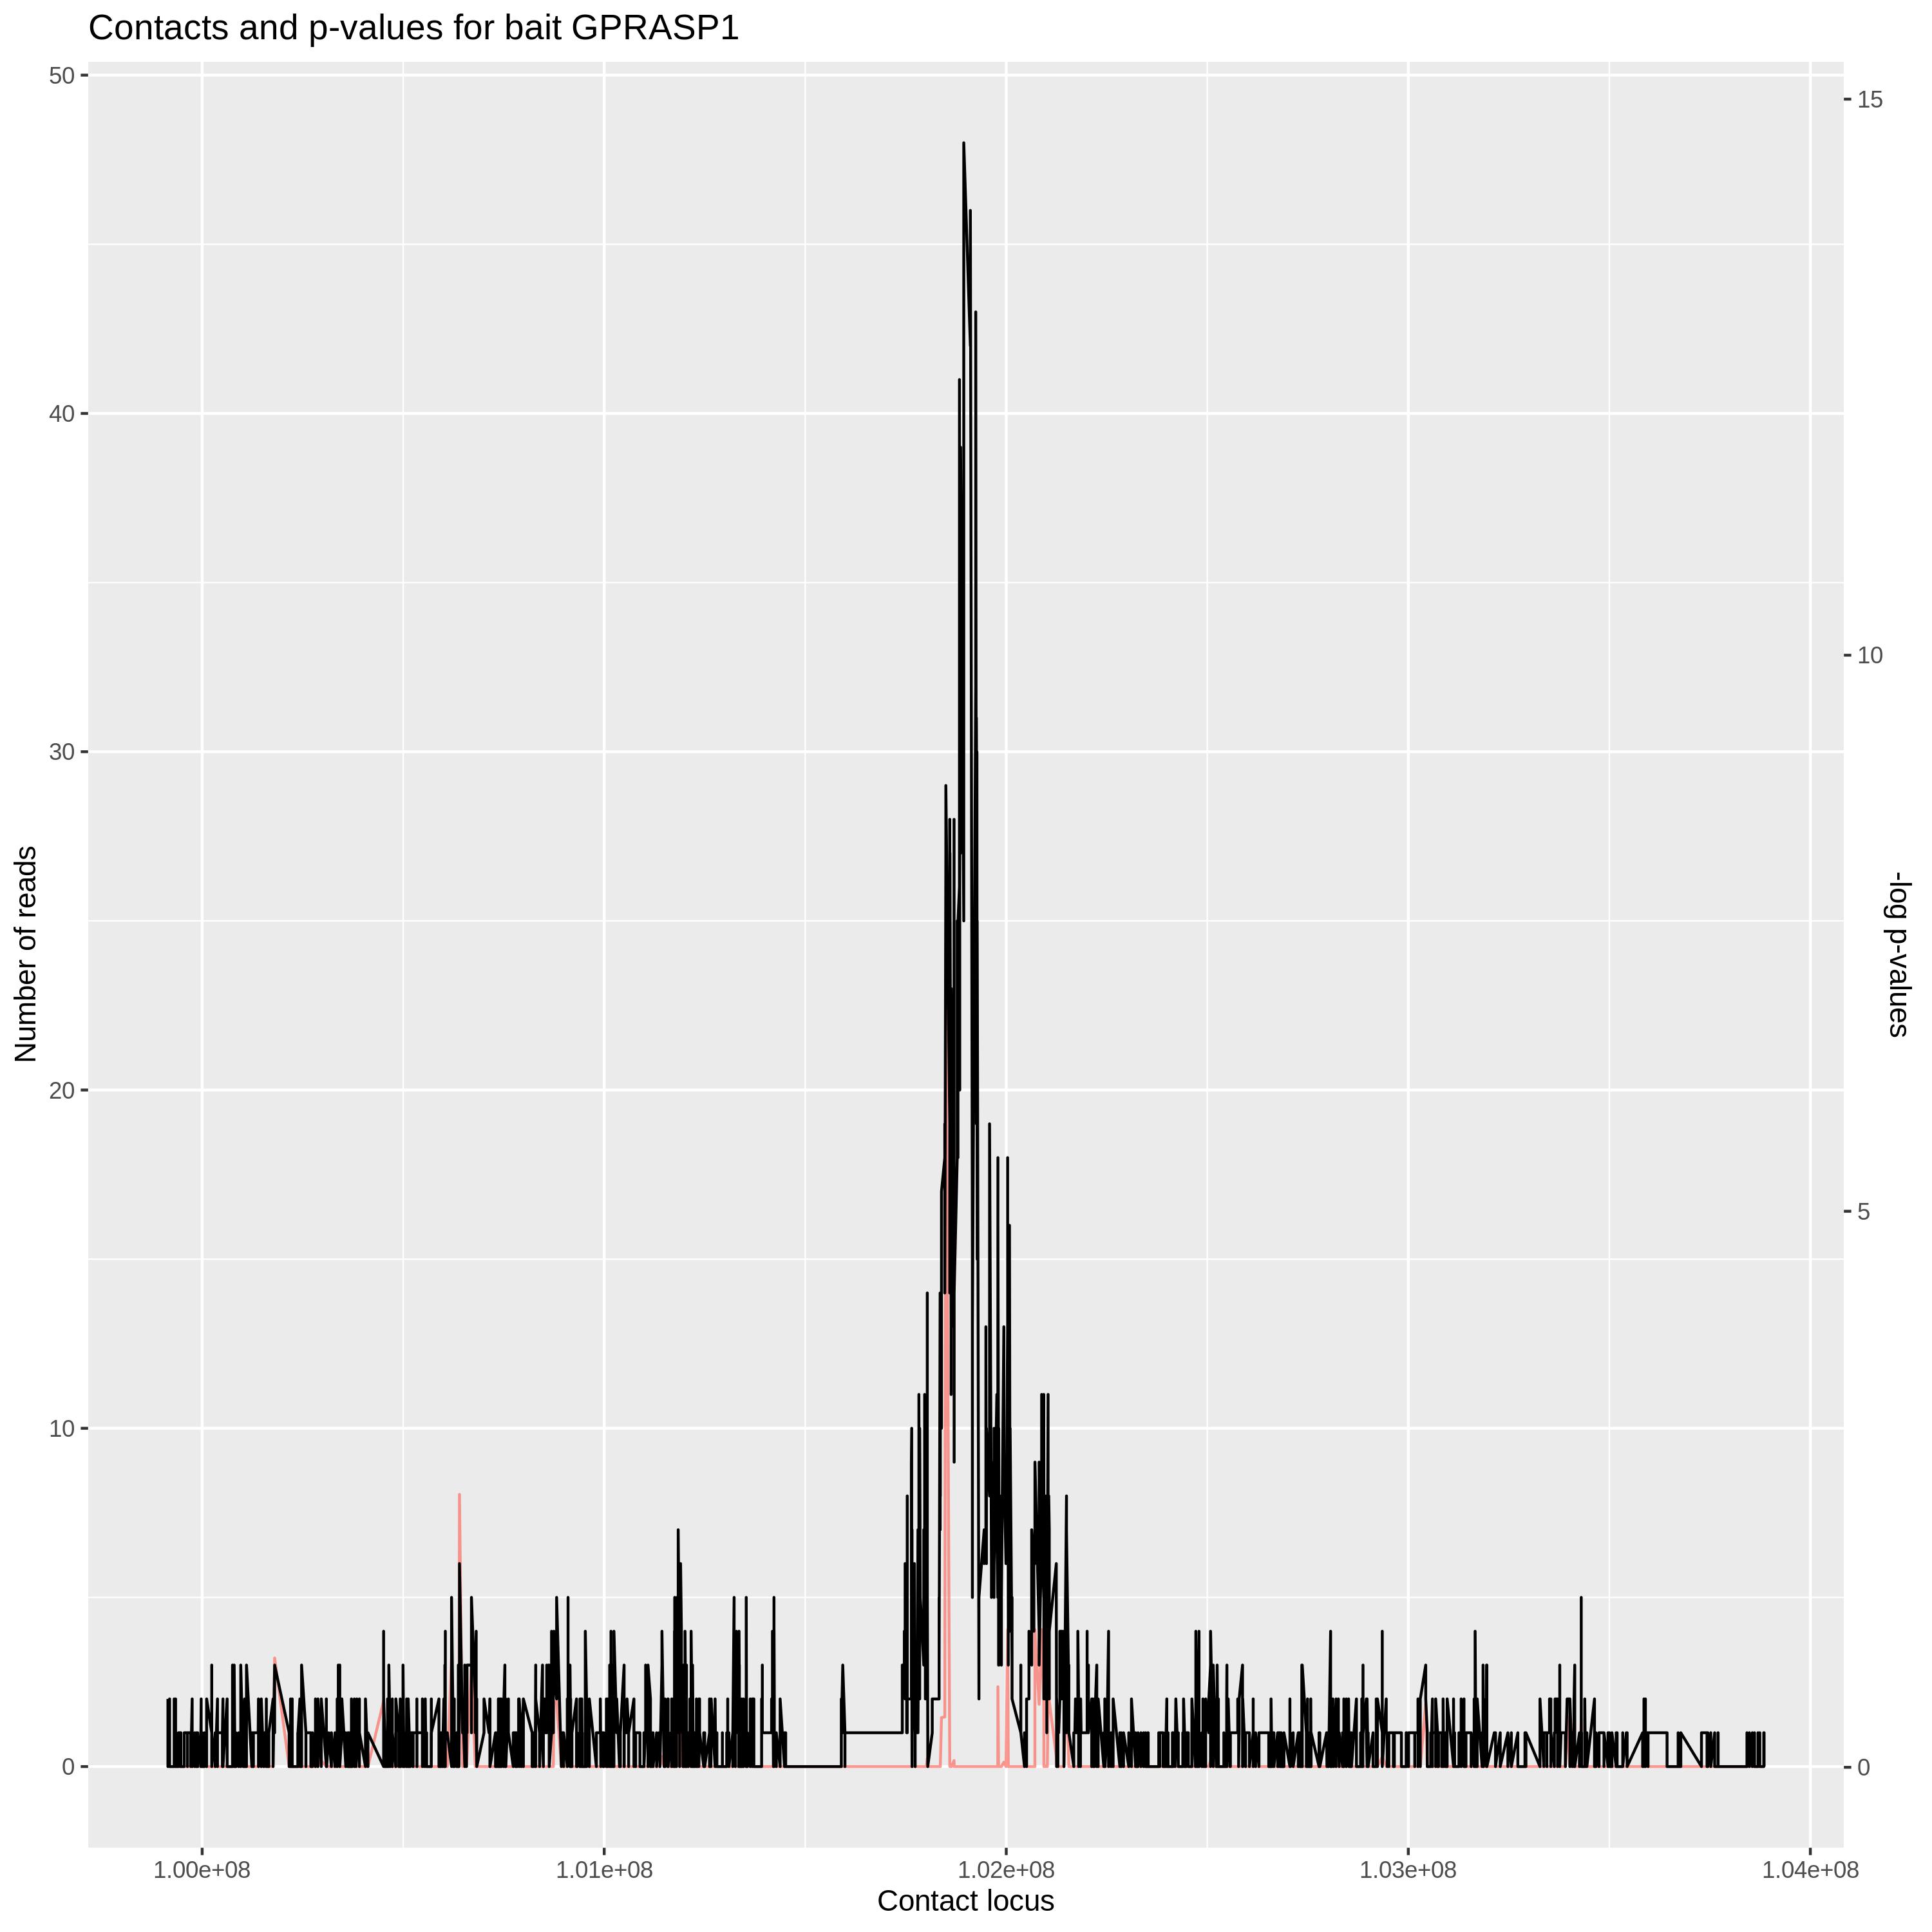 Contacts and p-values for bait GPRASP1
50
40
30
20
10
0
Number of reads
15
10
5
0
-log p-values
1.00e+08
1.01e+08
1.02e+08
1.03e+08
1.04e+08
Contact locus